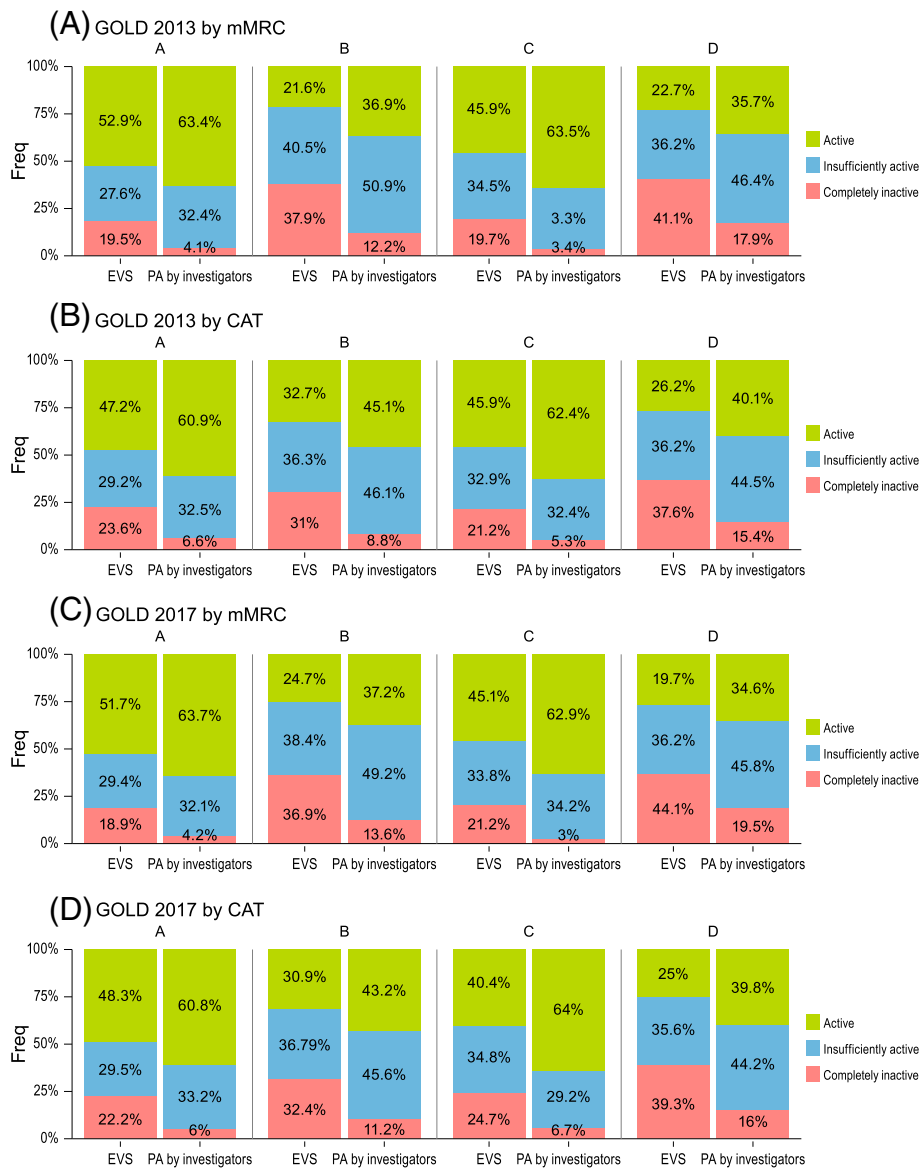 (A) GOLD 2013 by mMRC
A B C D
100%
75%
50%
25%
0%
Freq
52.9% 63.4% 21.6% 36.9% 45.9% 63.5% 22.7% 35.7%
27.6% 32.4% 40.5% 50.9% 34.5% 3.3% 36.2% 46.4%
19.5% 4.1% 37.9% 12.2% 19.7% 3.4% 41.1% 17.9%
EVS PA by investigators EVS PA by investigators EVS PA by investigators EVS PA by investigators
Active
Insufficiently active
Completely inactive
(B) GOLD 2013 by CAT
A B C D
100%
75%
50%
25%
0%
Freq
47.2% 60.9% 32.7% 45.1% 45.9% 62.4% 26.2% 40.1%
29.2% 32.5% 36.3% 46.1% 32.9% 32.4% 36.2% 44.5%
23.6% 6.6% 31% 8.8% 21.2% 5.3% 37.6% 15.4%
EVS PA by investigators EVS PA by investigators EVS PA by investigators EVS PA by investigators
Active
Insufficiently active
Completely inactive
(C) GOLD 2017 by mMRC
A B C D
100%
75%
50%
25%
0%
Freq
51.7% 63.7% 24.7% 37.2% 45.1% 62.9% 19.7% 34.6%
29.4% 32.1% 38.4% 49.2% 33.8% 34.2% 36.2% 45.8%
18.9% 4.2% 36.9% 13.6% 21.2% 3% 44.1% 19.5%
EVS PA by investigators EVS PA by investigators EVS PA by investigators EVS PA by investigators
Active
Insufficiently active
Completely inactive
(D) GOLD 2017 by CAT
A B C D
100%
75%
50%
25%
0%
Freq
48.3% 60.8% 30.9% 43.2% 40.4% 64% 25% 39.8%
29.5% 33.2% 36.79% 45.6% 34.8% 29.2% 35.6% 44.2%
22.2% 6% 32.4% 11.2% 24.7% 6.7% 39.3% 16%
EVS PA by investigators EVS PA by investigators EVS PA by investigators EVS PA by investigators
Active
Insufficiently active
Completely inactive